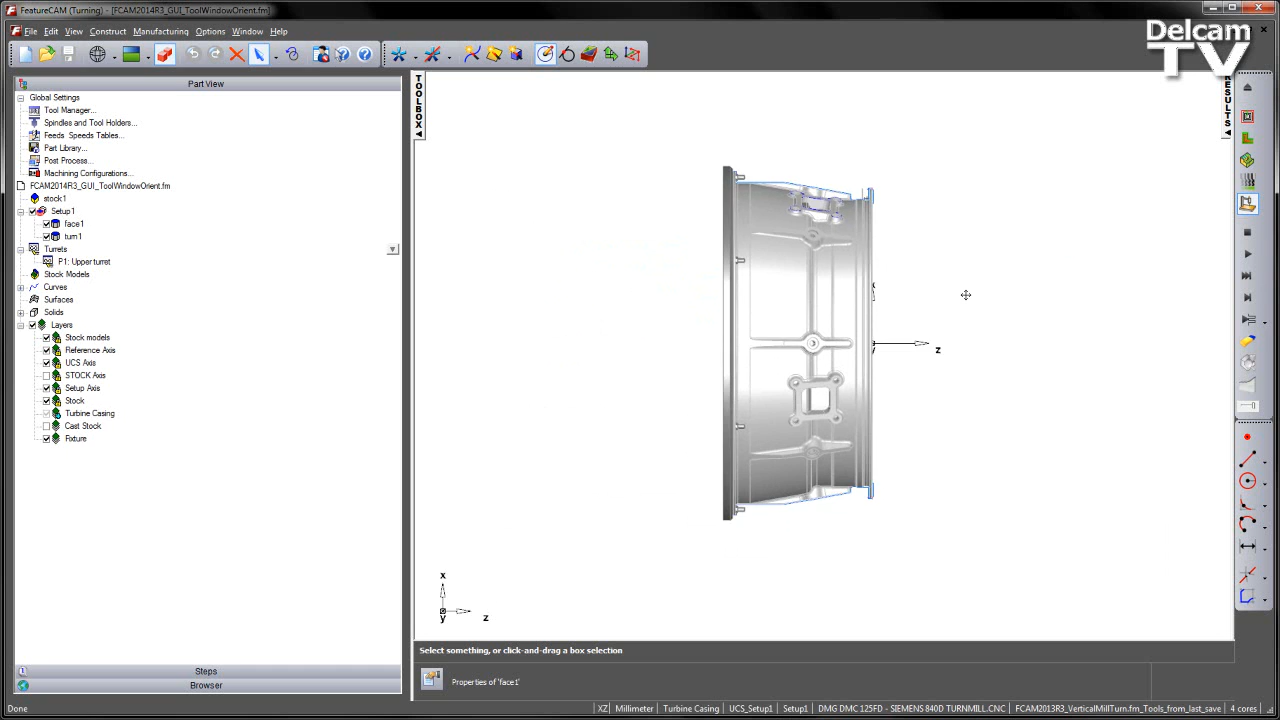 FeatureCAM (Turning) - [FCAM2014R3_GUI_ToolWindowOrient.fm]
File Edit View Construct Manufacturing Options Window Help
Delcam
TV
Part View
TOOLBOX
RESULTS
Global Settings
Tool Manager...
Spindles and Tool Holders...
Feeds Speeds Tables...
Part Library...
Post Process...
Machining Configurations...
FCAM2014R3_GUI_ToolWindowOrient.fm
stock1
Setup1
face1
turn1
Turrets
P1: Upper turret
Stock Models
Curves
Surfaces
Solids
Layers
Stock models
Reference Axis
UCS Axis
STOCK Axis
Setup Axis
Stock
Turbine Casing
Cast Stock
Fixture
z
x
y
z
Select something, or click-and-drag a box selection
Steps
Properties of 'face1'
Browser
Done XZ Millimeter Turbine Casing UCS_Setup1 Setup1 DMG DMC 125FD - SIEMENS 840D TURNMILL.CNC FCAM2013R3_VerticalMillTurn.fm_Tools_from_last_save 4 cores